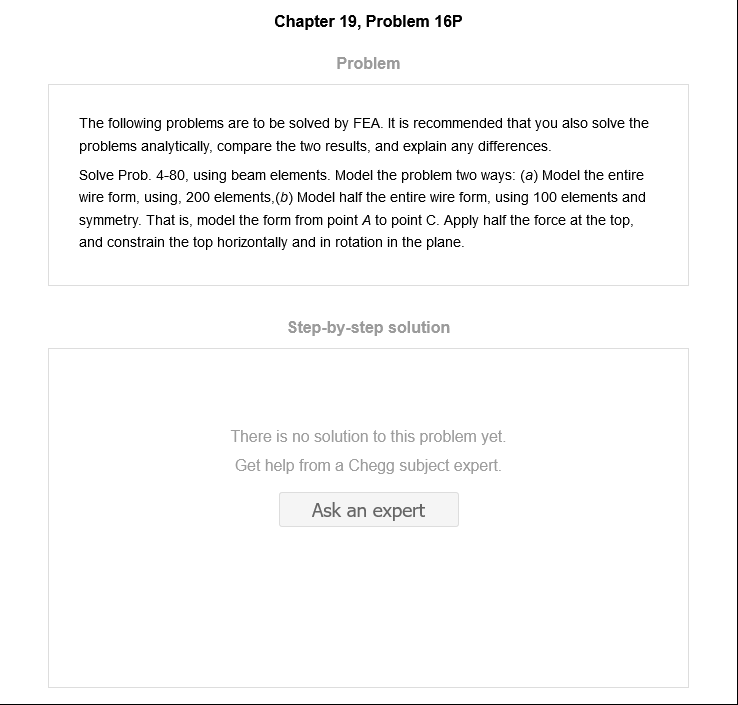 Chapter 19, Problem 16P
Problem
The following problems are to be solved by FEA. It is recommended that you also solve the
problems analytically, compare the two results, and explain any differences.
Solve Prob. 4-80, using beam elements. Model the problem two ways: (a) Model the entire
wire form, using, 200 elements,(b) Model half the entire wire form, using 100 elements and
symmetry. That is, model the form from point A to point C. Apply half the force at the top,
and constrain the top horizontally and in rotation in the plane.
Step-by-step solution
There is no solution to this problem yet.
Get help from a Chegg subject expert.
Ask an expert